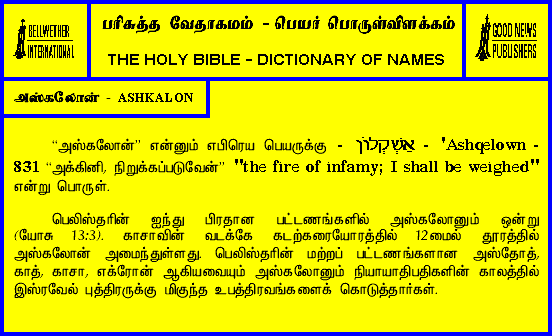 BELLWETHER
INTERNATIONAL
பரிசுத்த வேதாகமம் - பெயர் பொருள்விளக்கம்
THE HOLY BIBLE - DICTIONARY OF NAMES
GOOD NEWS
PUBLISHERS
அஸ்கலோன் - ASHKALON
“அஸ்கலோன்” என்னும் எபிரெய பெயருக்கு - אַשְׁקְלוֹן - 'Ashqelown -
831 “அக்கினி, நிறுக்கப்படுவேன்” "the fire of infamy; I shall be weighed"
என்று பொருள்.
பெலிஸ்தரின் ஐந்து பிரதான பட்டணங்களில் அஸ்கலோனும் ஒன்று
(யோசு 13:3). காசாவின் வடக்கே கடற்கரையோரத்தில் 12மைல் தூரத்தில்
அஸ்கலோன் அமைந்துள்ளது. பெலிஸ்தரின் மற்றப் பட்டணங்களான அஸ்தோத்,
காத், காசா, எக்ரோன் ஆகியவையும் அஸ்கலோனும் நியாயாதிபதிகளின் காலத்தில்
இஸ்ரவேல் புத்திரருக்கு மிகுந்த உபத்திரவங்களைக் கொடுத்தார்கள்.